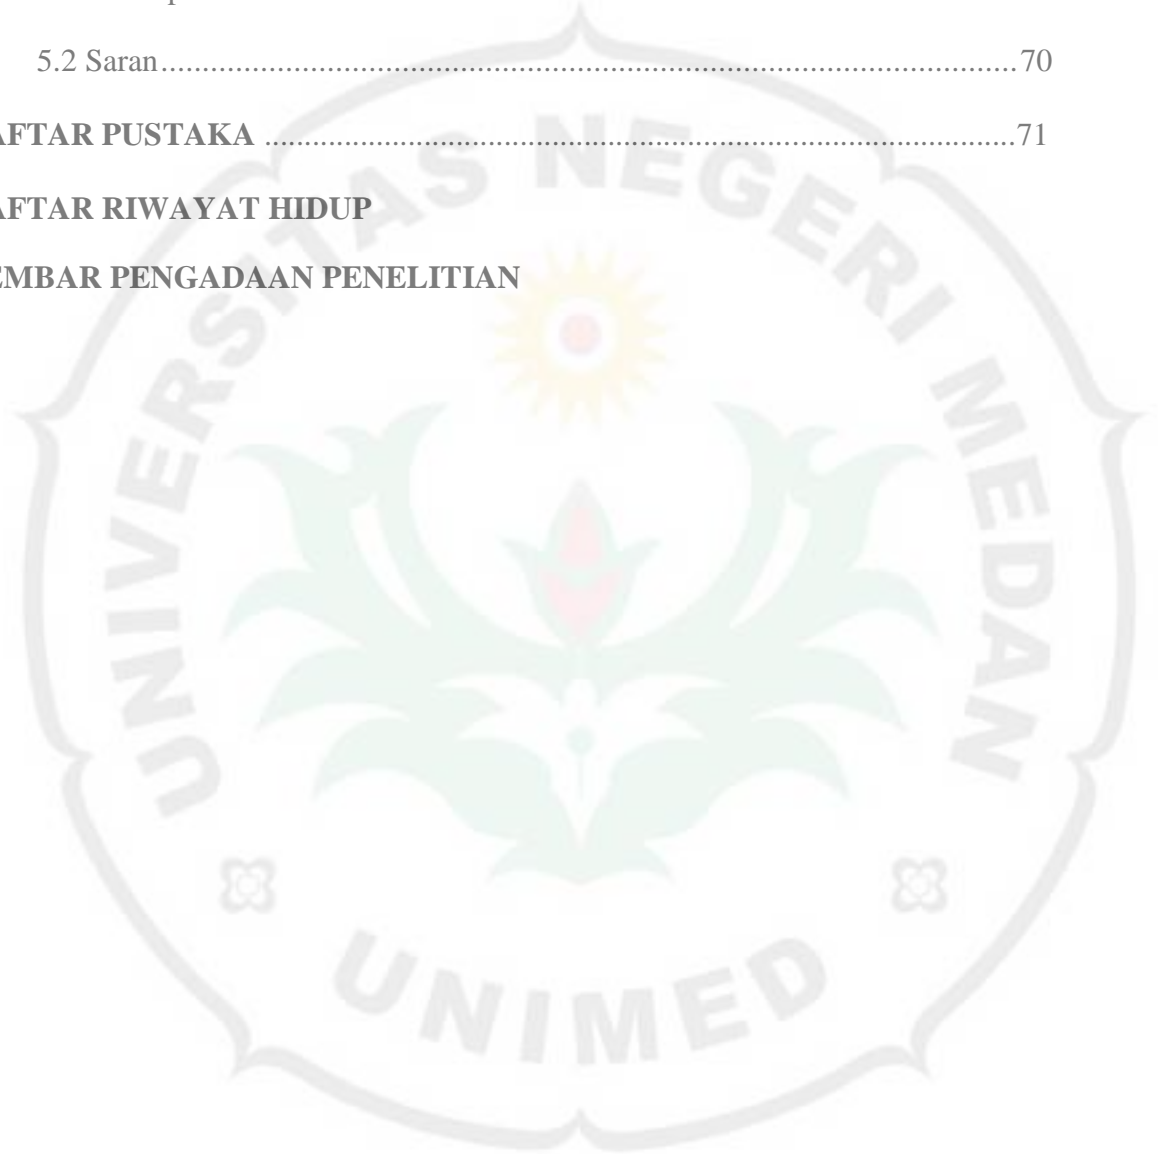 5.2 Saran.........................................................................................................70
AFTAR PUSTAKA ............................................................................................71
AFTAR RIWAYAT HIDUP
EMBAR PENGADAAN PENELITIAN
UNIVERSITAS NEGERI MEDAN
UNIMED